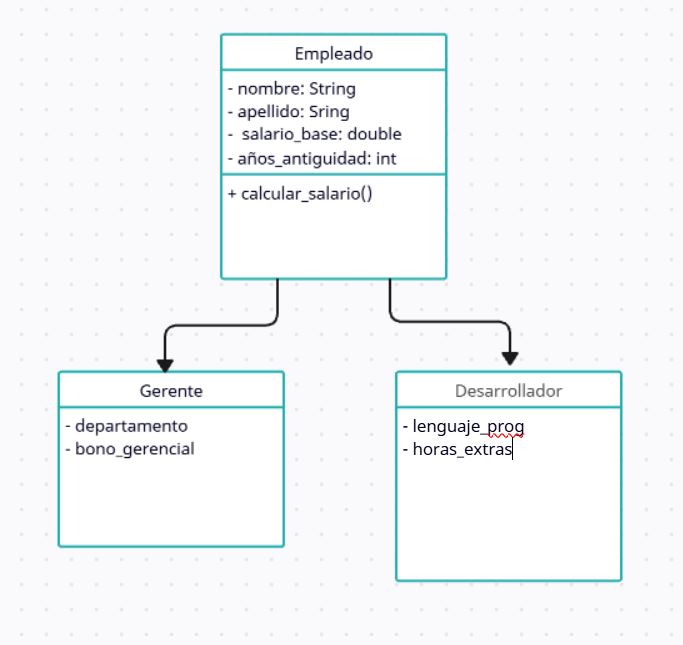 Empleado
- nombre: String
- apellido: Sring
- salario_base: double
- años_antiguidad: int
+ calcular_salario()
Gerente
- departamento
- bono_gerencial
Desarrollador
- lenguaje_prog
- horas_extras